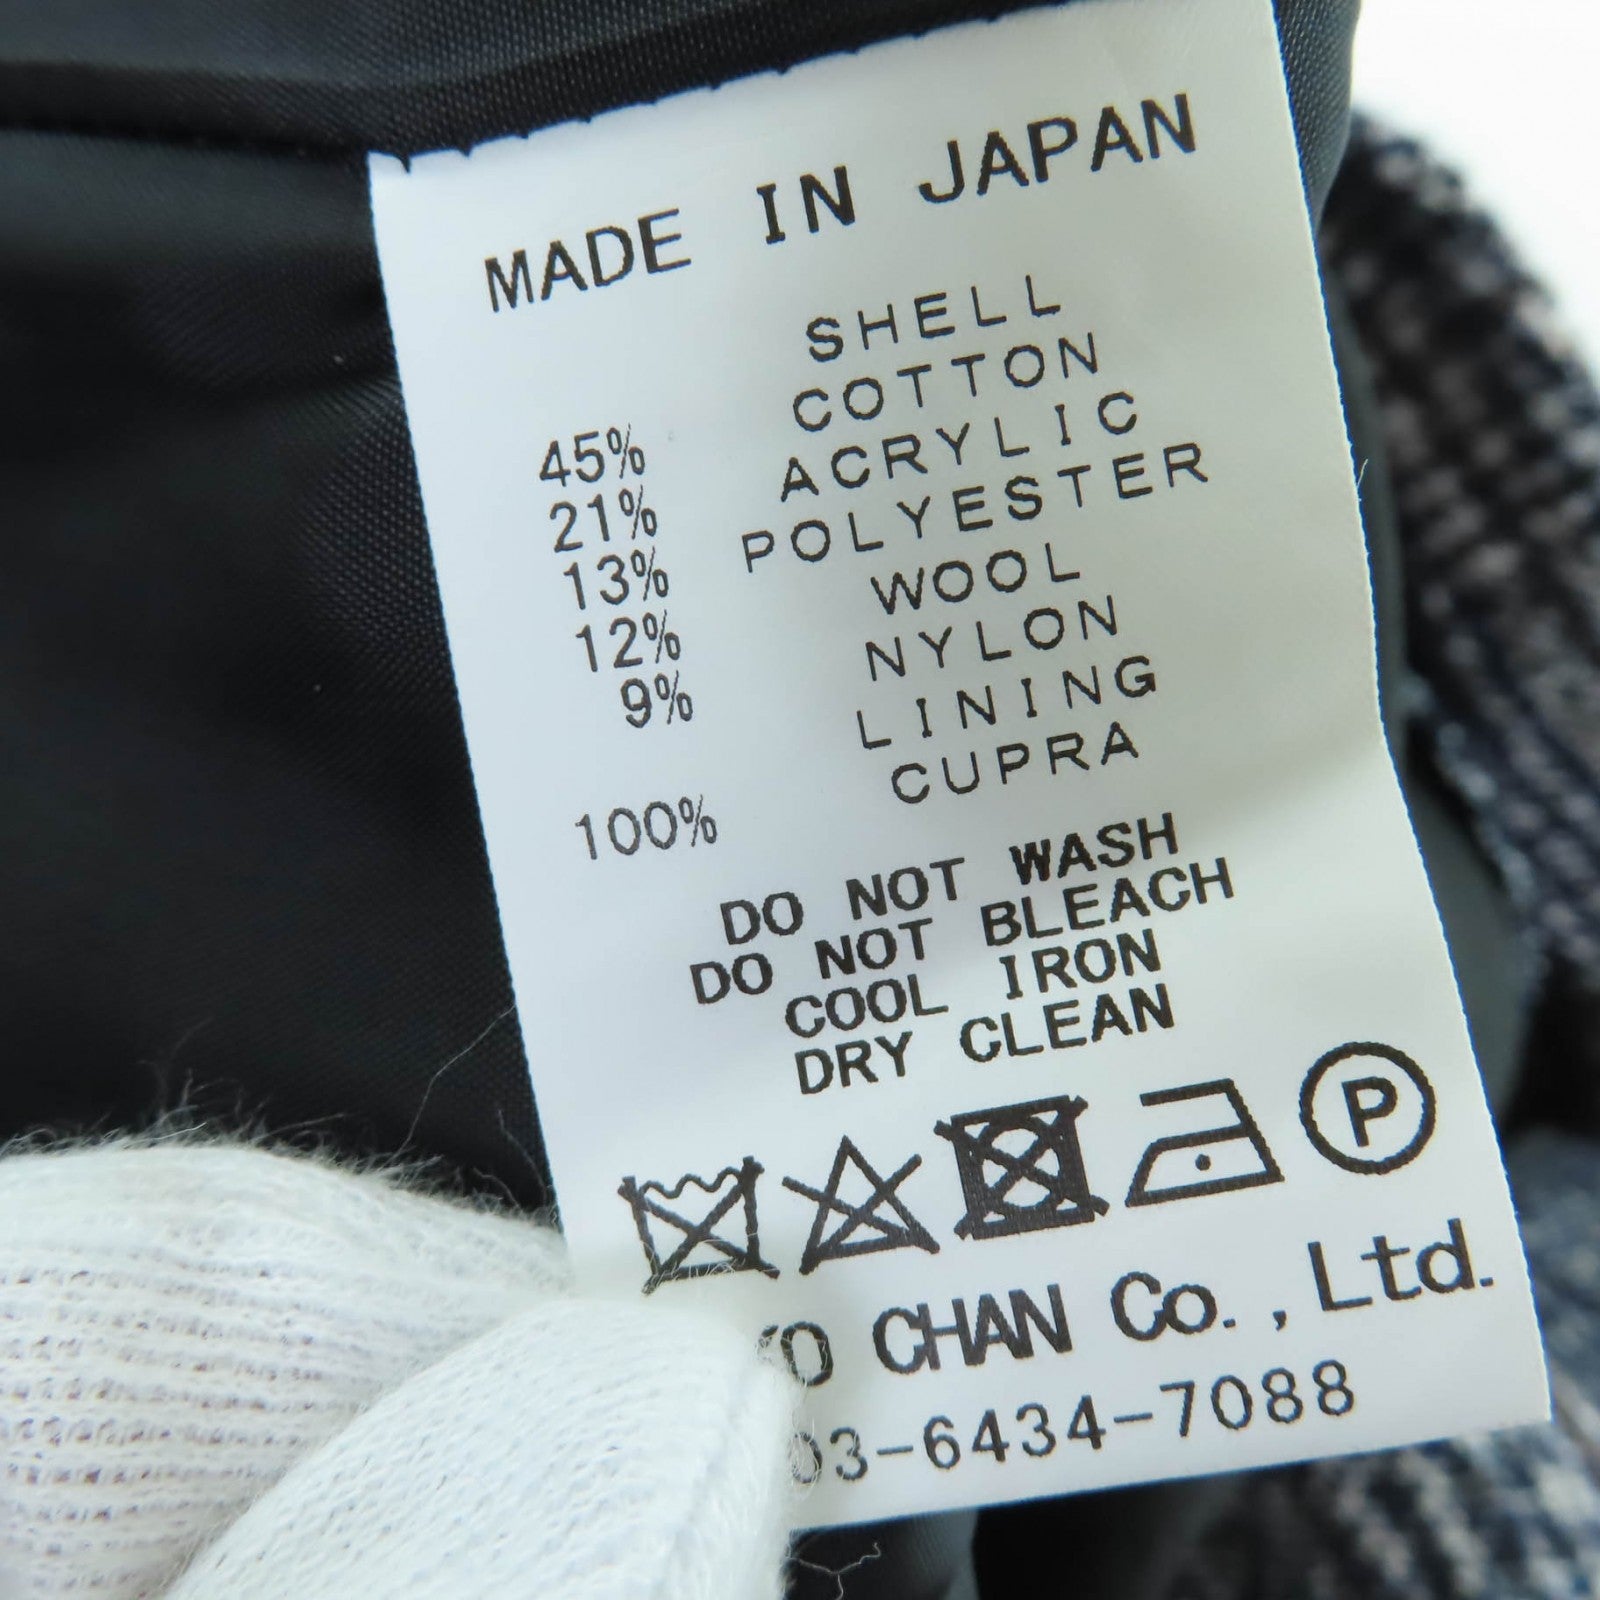 MADE IN JAPAN
SHELL
45% COTTON
21% ACRYLIC
13% POLYESTER
12% WOOL
9% NYLON
LINING
100% CUPRA
DO NOT WASH
DO NOT BLEACH
COOL IRON
DRY CLEAN
P
CHAN Co., Ltd.
03-6434-7088